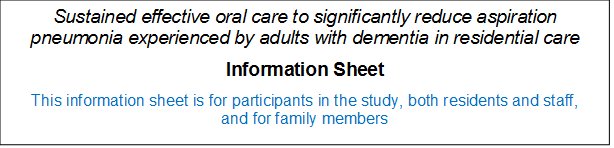 Sustained effective oral care to significantly reduce aspiration
pneumonia experienced by adults with dementia in residential care
Information Sheet
This information sheet is for participants in the study, both residents and staff,
and for family members